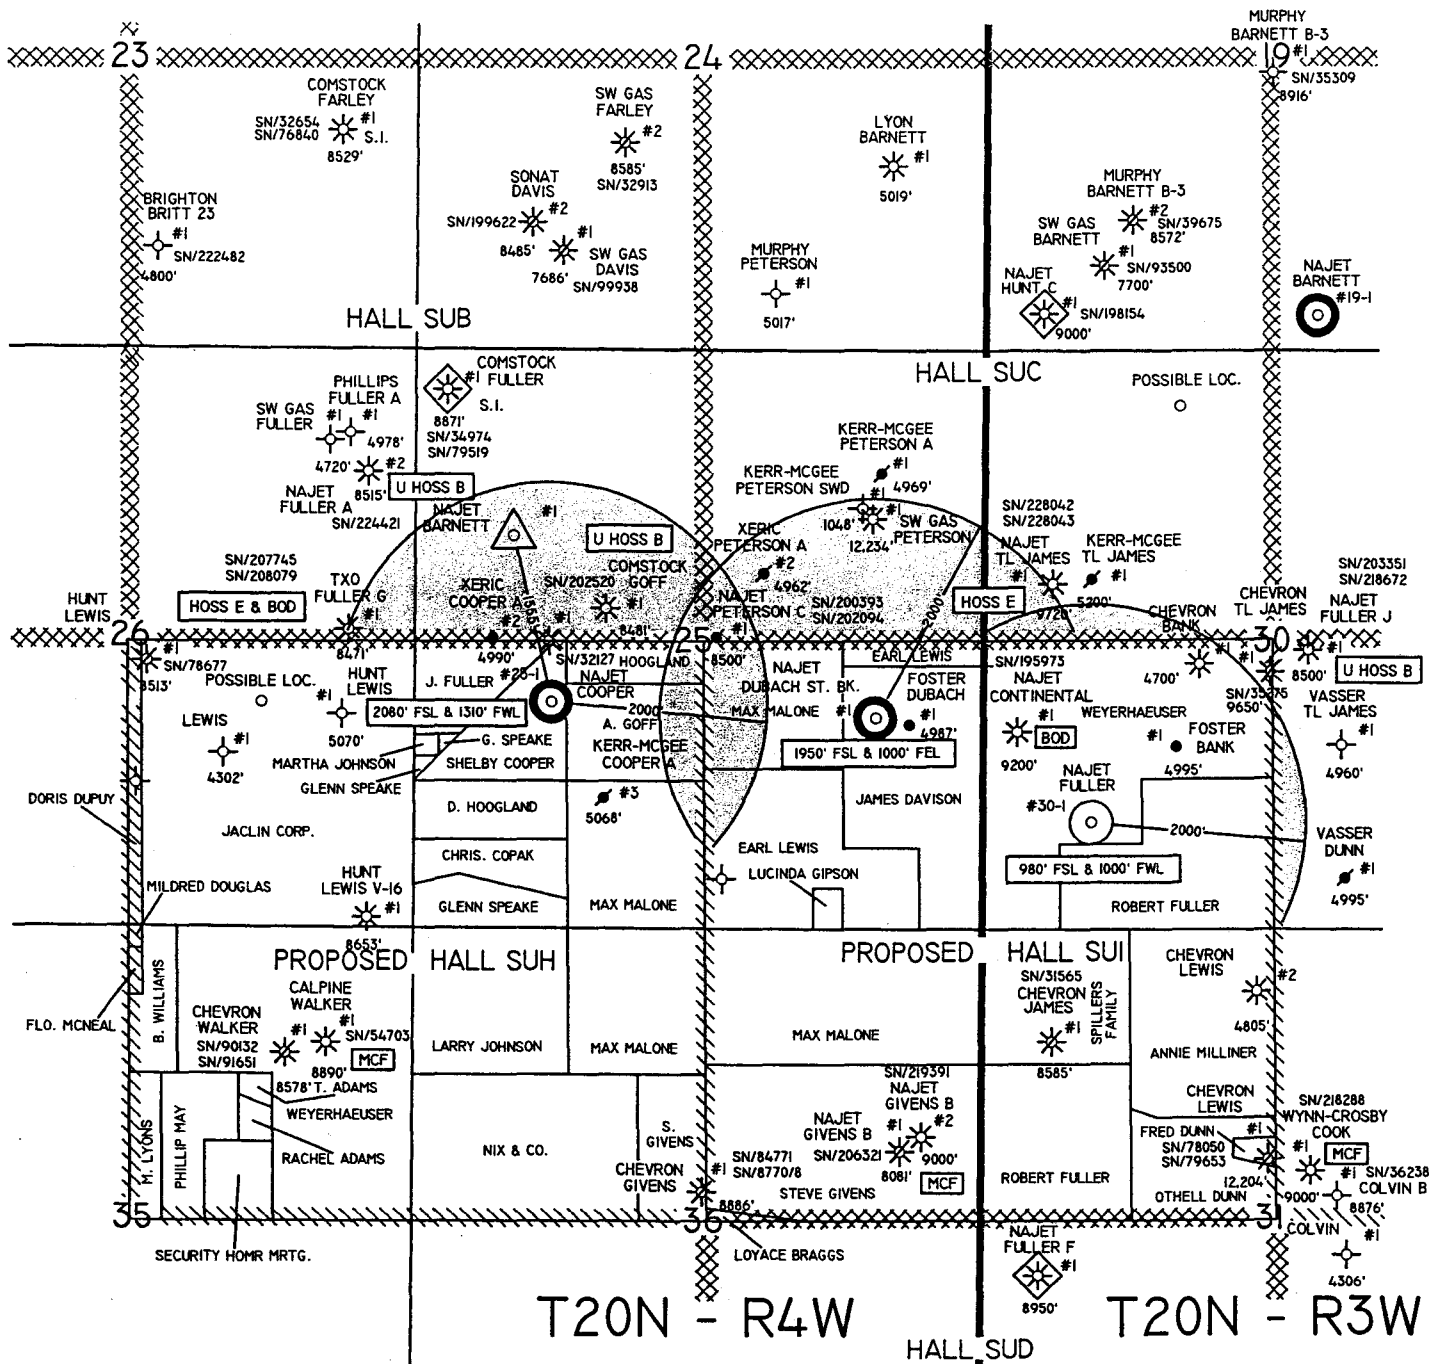 MURPHY
BARNETT B-3
23
24
19
#1
SN/35309
8916'
COMSTOCK
FARLEY
SN/32654
SN/76840
#1
S.I.
8529'
SW GAS
FARLEY
#2
8585'
SN/32913
LYON
BARNETT
#1
5019'
BRIGHTON
BRITT 23
#1
SN/222482
4800'
SONAT
DAVIS
SN/199622
#2
8485'
#1
SW GAS
DAVIS
7686'
SN/99938
MURPHY
PETERSON
#1
5017'
MURPHY
BARNETT B-3
#2
SN/39675
8572'
SW GAS
BARNETT
#1
SN/93500
7700'
NAJET
HUNT C
#1
SN/198154
9000'
NAJET
BARNETT
#19-1
HALL SUB
HALL SUC
POSSIBLE LOC.
COMSTOCK
FULLER
#1
S.I.
8871'
SN/34974
SN/79519
PHILLIPS
FULLER A
#1
4978'
SW GAS
FULLER
#1
4720'
#2
8515'
NAJET
FULLER A
SN/224421
U HOSS B
NAJET
BARNETT
#1
1565'
U HOSS B
KERR-MCGEE
PETERSON A
#1
4969'
KERR-MCGEE
PETERSON SWD
#1
1048'
#1
SW GAS
PETERSON
12,234'
XERIC
PETERSON A
#2
4962'
SN/228042
SN/228043
NAJET
TL JAMES
#1
9720'
KERR-MCGEE
TL JAMES
#1
5200'
HOSS E
2000'
SN/207745
SN/208079
TXO
FULLER G
#1
8471'
HOSS E & BOD
XERIC
COOPER A
#2
4990'
SN/202520
COMSTOCK
GOFF
#1
8481'
NAJET
PETERSON C
SN/200393
SN/202094
#1
8500'
CHEVRON
BANK
#1
4700'
CHEVRON
TL JAMES
#1
SN/35275
9650'
SN/203351
SN/218672
NAJET
FULLER J
#1
8500'
U HOSS B
HUNT
LEWIS
26
25
30
#1
SN/78677
8513'
POSSIBLE LOC.
HUNT
LEWIS
#1
5070'
LEWIS
#1
4302'
J. FULLER
#1
SN/32127
#25-1
NAJET
COOPER
HOOGLAND
2080' FSL & 1310' FWL
2000'
A. GOFF
KERR-MCGEE
COOPER A
#3
5068'
NAJET
DUBACH ST. BK.
MAX MALONE
#1
EARL LEWIS
FOSTER
DUBACH
#1
4987'
1950' FSL & 1000' FEL
SN/195973
NAJET
CONTINENTAL
#1
BOD
9200'
WEYERHAEUSER
#1
FOSTER
BANK
4995'
VASSER
TL JAMES
#1
4960'
MARTHA JOHNSON
GLENN SPEAKE
G. SPEAKE
SHELBY COOPER
DORIS DUPUY
JACLIN CORP.
D. HOOGLAND
CHRIS. COPAK
GLENN SPEAKE
MAX MALONE
JAMES DAVISON
EARL LEWIS
LUCINDA GIPSON
NAJET
FULLER
#30-1
2000'
980' FSL & 1000' FWL
ROBERT FULLER
VASSER
DUNN
#1
4995'
MILDRED DOUGLAS
HUNT
LEWIS V-16
#1
8653'
PROPOSED HALL SUH
PROPOSED HALL SUI
FLO. MCNEAL
B. WILLIAMS
CHEVRON
WALKER
SN/90132
SN/91651
#1
8578'
CALPINE
WALKER
#1
SN/54703
8890'
MCF
LARRY JOHNSON
MAX MALONE
MAX MALONE
SN/31565
CHEVRON
JAMES
#1
8585'
SPILLERS
FAMILY
CHEVRON
LEWIS
#2
4805'
ANNIE MILLINER
T. ADAMS
WEYERHAEUSER
RACHEL ADAMS
M. LYONS
PHILLIP MAY
NIX & CO.
S.
GIVENS
CHEVRON
GIVENS
#1
SN/84771
SN/8770/8
8886'
SN/219391
NAJET
GIVENS B
#2
9000'
NAJET
GIVENS B
#1
SN/206321
8081'
MCF
STEVE GIVENS
ROBERT FULLER
CHEVRON
LEWIS
FRED DUNN
#1
SN/78050
SN/79653
12,204'
OTHELL DUNN
SN/218288
WYNN-CROSBY
COOK
#1
MCF
9000'
#1
SN/36238
COLVIN B
8876'
35
36
31
SECURITY HOMR MRTG.
LOYACE BRAGGS
NAJET
FULLER F
#1
8950'
COLVIN
#1
4306'
T20N - R4W
T20N - R3W
HALL SUD